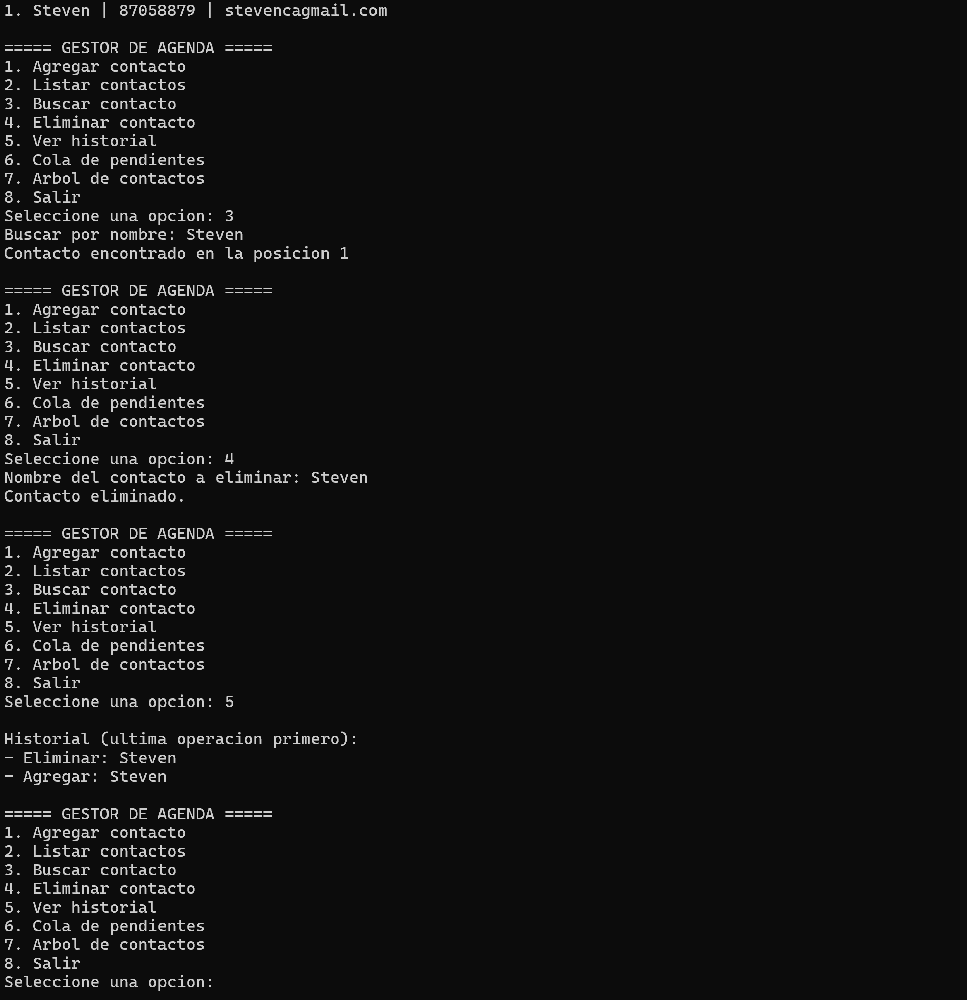 1. Steven | 87058879 | stevencagmail.com
===== GESTOR DE AGENDA =====
1. Agregar contacto
2. Listar contactos
3. Buscar contacto
4. Eliminar contacto
5. Ver historial
6. Cola de pendientes
7. Arbol de contactos
8. Salir
Seleccione una opcion: 3
Buscar por nombre: Steven
Contacto encontrado en la posicion 1
===== GESTOR DE AGENDA =====
1. Agregar contacto
2. Listar contactos
3. Buscar contacto
4. Eliminar contacto
5. Ver historial
6. Cola de pendientes
7. Arbol de contactos
8. Salir
Seleccione una opcion: 4
Nombre del contacto a eliminar: Steven
Contacto eliminado.
===== GESTOR DE AGENDA =====
1. Agregar contacto
2. Listar contactos
3. Buscar contacto
4. Eliminar contacto
5. Ver historial
6. Cola de pendientes
7. Arbol de contactos
8. Salir
Seleccione una opcion: 5
Historial (ultima operacion primero):
- Eliminar: Steven
- Agregar: Steven
===== GESTOR DE AGENDA =====
1. Agregar contacto
2. Listar contactos
3. Buscar contacto
4. Eliminar contacto
5. Ver historial
6. Cola de pendientes
7. Arbol de contactos
8. Salir
Seleccione una opcion: